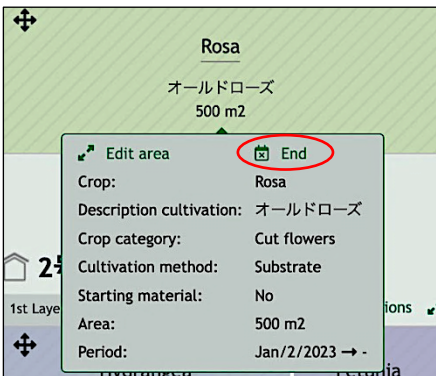 Rosa
オールドローズ
500 m2
Edit area End
Crop: Rosa
Description cultivation: オールドローズ
Crop category: Cut flowers
Cultivation method: Substrate
Starting material: No
Area: 500 m2
Period: Jan/2/2023 → -
2
1st Laye
ions